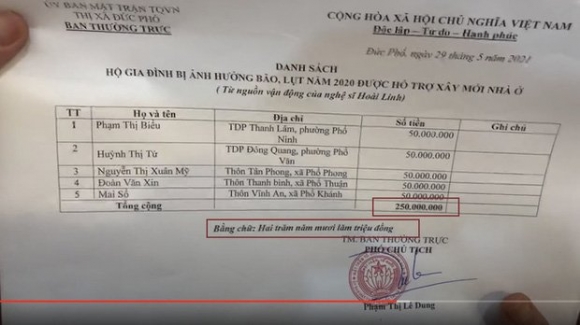 ỦY BAN MẶT TRẬN TQVN
THỊ XÃ ĐỨC PHỔ
BAN THƯỜNG TRỰC
CỘNG HÒA XÃ HỘI CHỦ NGHĨA VIỆT NAM
Độc lập - Tự do - Hạnh phúc
Đức Phổ, ngày 29 tháng 5 năm 2021
DANH SÁCH
HỘ GIA ĐÌNH BỊ ẢNH HƯỞNG BÃO, LỤT NĂM 2020 ĐƯỢC HỖ TRỢ XÂY MỚI NHÀ Ở
( Từ nguồn vận động của nghệ sĩ Hoài Linh)
TT Họ và tên Địa chỉ Số tiền Ghi chú
1 Phạm Thị Biểu TDP Thanh Lâm, phường Phổ Ninh 50.000.000
2 Huỳnh Thị Từ TDP Đông Quang, phường Phổ Văn 50.000.000
3 Nguyễn Thị Xuân Mỹ Thôn Tân Phong, xã Phổ Phong 50.000.000
4 Đoàn Văn Xin Thôn Thanh bình, xã Phổ Thuận 50.000.000
5 Mai Số Thôn Vĩnh An, xã Phổ Khánh 50.000.000
Tổng cộng 250.000.000
Bằng chữ: Hai trăm năm mươi lăm triệu đồng
TM. BAN THƯỜNG TRỰC
PHÓ CHỦ TỊCH
Phạm Thị Lê Dung